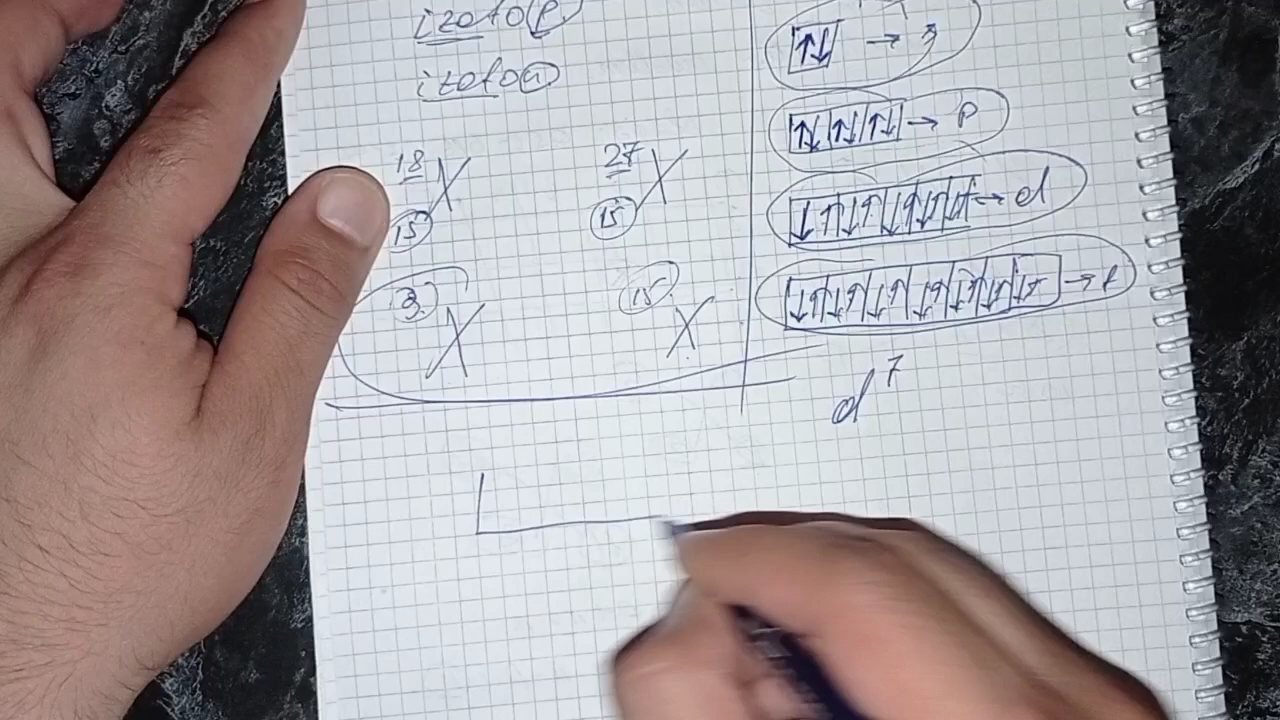 izotop
izoton
18 X 15
27 X 15
3 X
15 X
↑↓ → s
↑↓ ↑↓ ↑↓ → p
→ d
→ f
d⁷